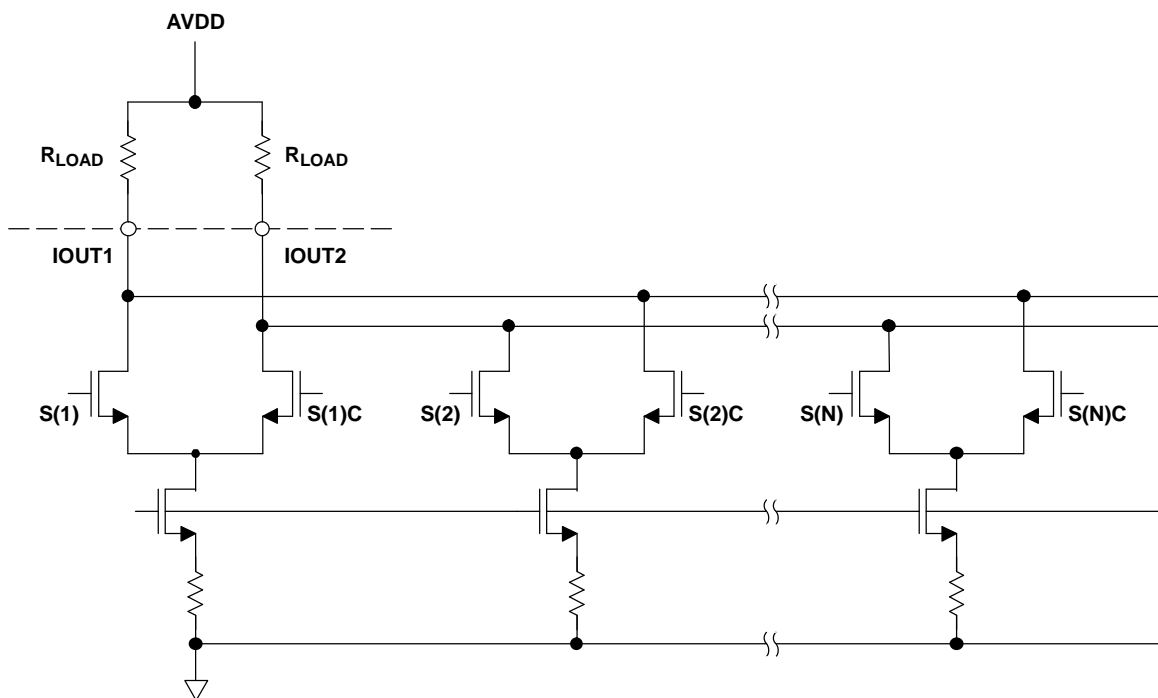 AVDD
RLOAD RLOAD
IOUT1 IOUT2
S(1) S(1)C S(2) S(2)C S(N) S(N)C